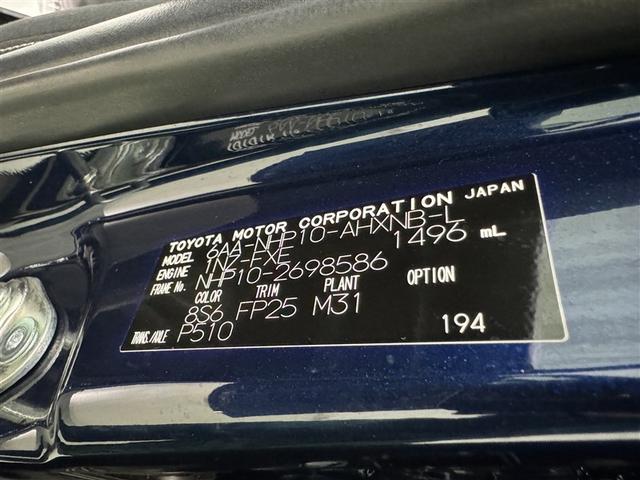 TOYOTA MOTOR CORPORATION JAPAN
MODEL 6AA-NHP10-AHXNB-L
ENGINE 1NZ-FXE 1496 mL
FRAME No. NHP10-2698586
COLOR TRIM PLANT OPTION
8S6 FP25 M31
TRANS./AXLE P510 194